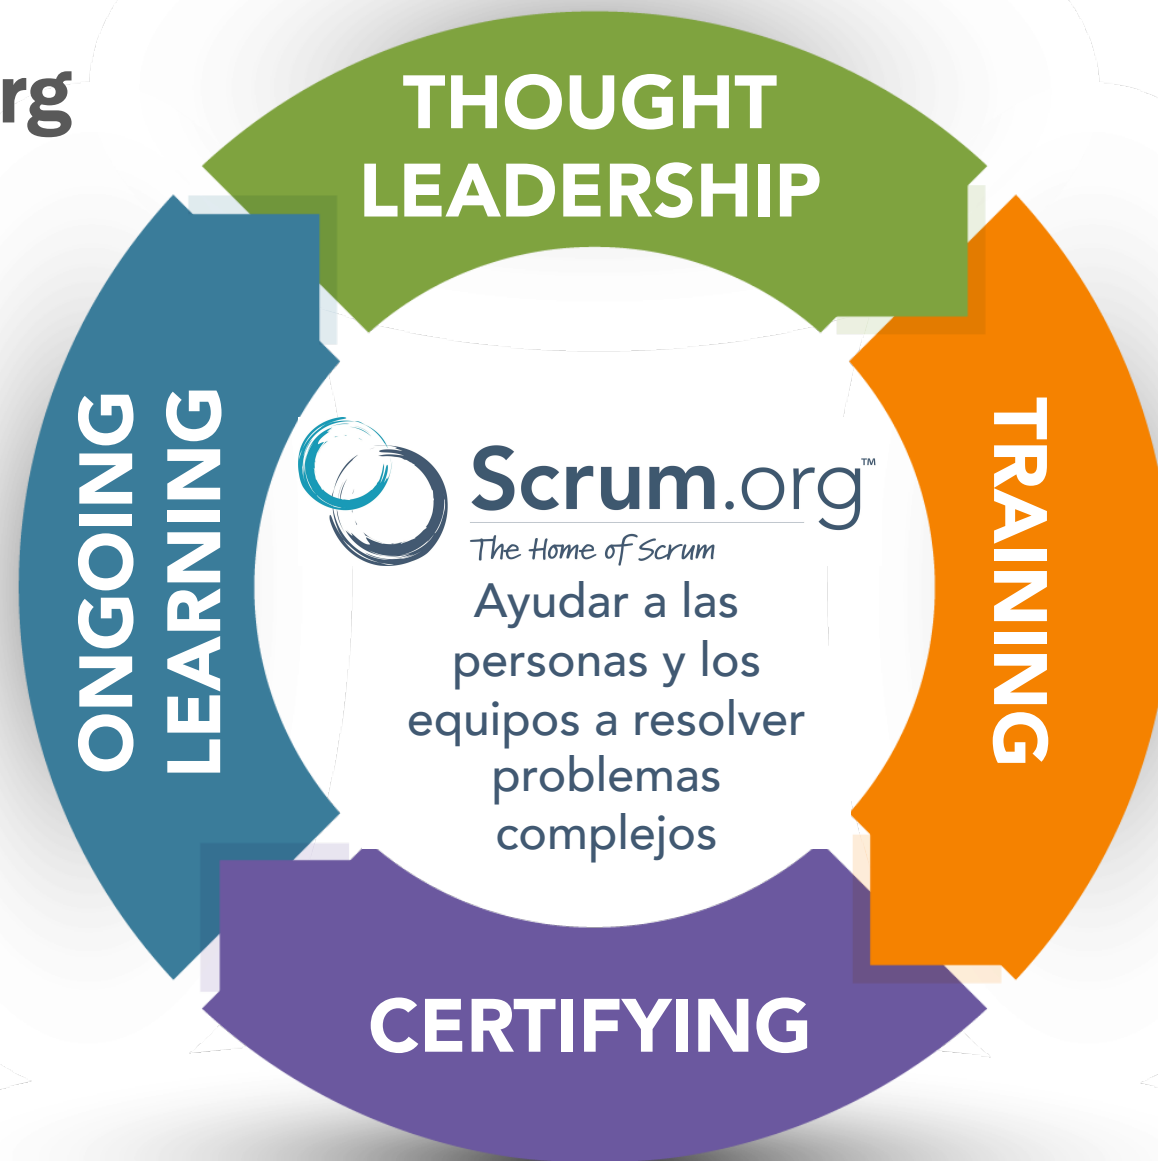 rg
THOUGHT
LEADERSHIP
ONGOING
LEARNING
TRAINING
Scrum.org™
The Home of Scrum
Ayudar a las
personas y los
equipos a resolver
problemas
complejos
CERTIFYING